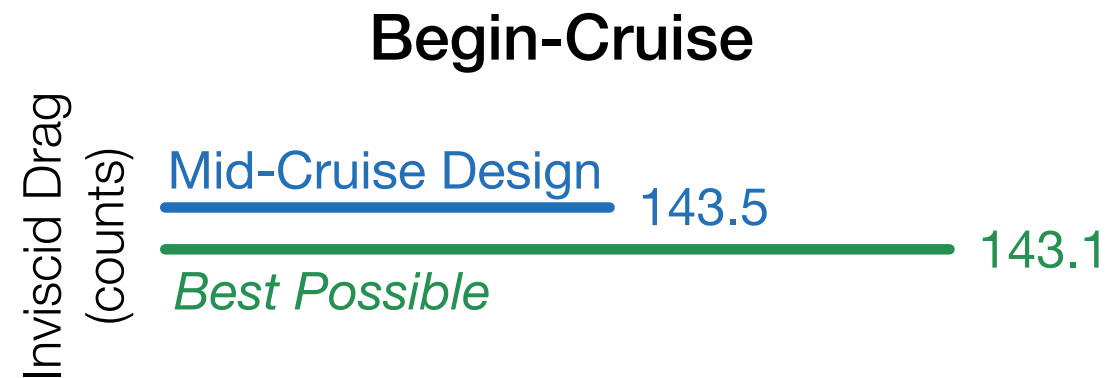 Begin-Cruise
Inviscid Drag
(counts)
Mid-Cruise Design
143.5
143.1
Best Possible